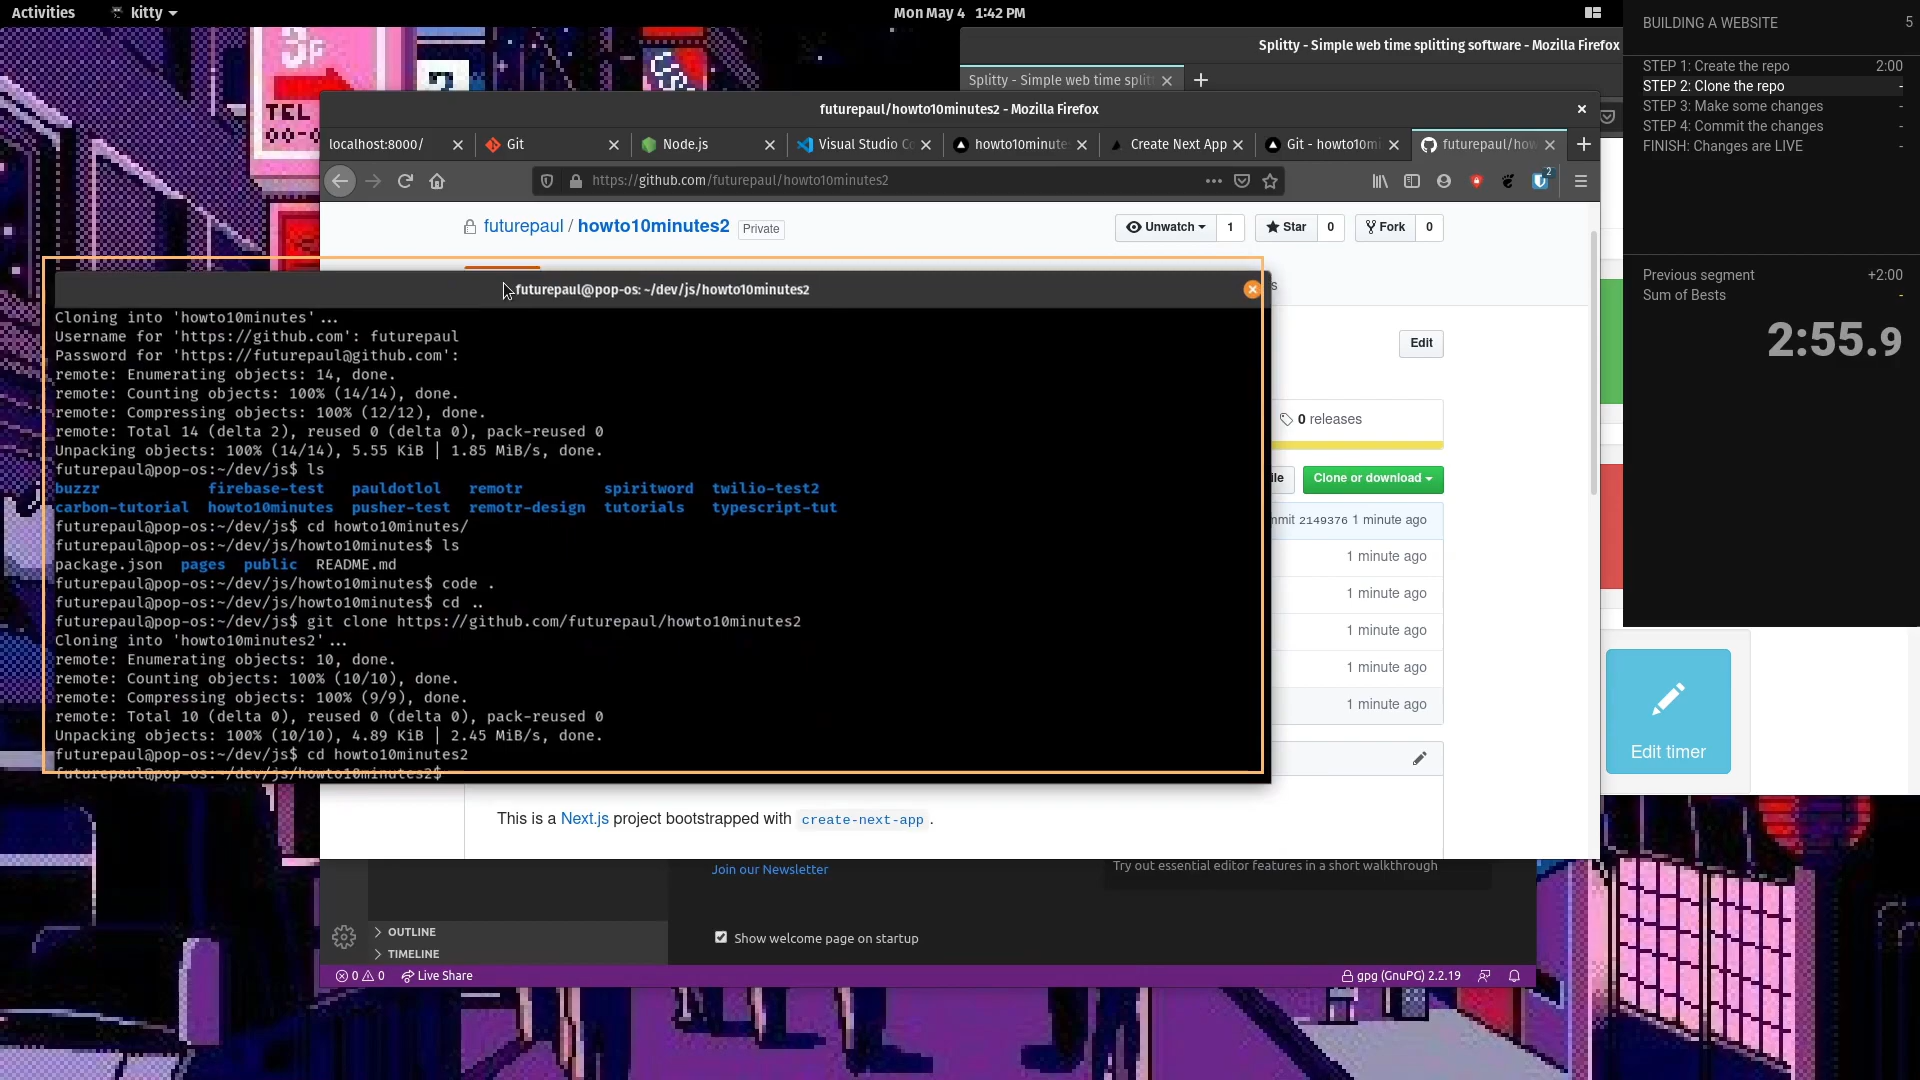 Activities
kitty
Mon May 4 1:42 PM
BUILDING A WEBSITE 5
STEP 1: Create the repo 2:00
STEP 2: Clone the repo -
STEP 3: Make some changes -
STEP 4: Commit the changes -
FINISH: Changes are LIVE -
Previous segment +2:00
Sum of Bests -
2:55.9
Splitty - Simple web time splitting software - Mozilla Firefox
Splitty - Simple web time split
futurepaul/howto10minutes2 - Mozilla Firefox
localhost:8000/
Git
Node.js
Visual Studio Co
howto10minute
Create Next App
Git - howto10mi
futurepaul/how
https://github.com/futurepaul/howto10minutes2
2
futurepaul / howto10minutes2 Private
Unwatch 1 Star 0 Fork 0
s
futurepaul@pop-os: ~/dev/js/howto10minutes2
Cloning into 'howto10minutes'...
Username for 'https://github.com': futurepaul
Password for 'https://futurepaul@github.com':
remote: Enumerating objects: 14, done.
remote: Counting objects: 100% (14/14), done.
remote: Compressing objects: 100% (12/12), done.
remote: Total 14 (delta 2), reused 0 (delta 0), pack-reused 0
Unpacking objects: 100% (14/14), 5.55 KiB | 1.85 MiB/s, done.
futurepaul@pop-os:~/dev/js$ ls
buzzr firebase-test pauldotlol remotr spiritword twilio-test2
carbon-tutorial howto10minutes pusher-test remotr-design tutorials typescript-tut
futurepaul@pop-os:~/dev/js$ cd howto10minutes/
futurepaul@pop-os:~/dev/js/howto10minutes$ ls
package.json pages public README.md
futurepaul@pop-os:~/dev/js/howto10minutes$ code .
futurepaul@pop-os:~/dev/js/howto10minutes$ cd ..
futurepaul@pop-os:~/dev/js$ git clone https://github.com/futurepaul/howto10minutes2
Cloning into 'howto10minutes2'...
remote: Enumerating objects: 10, done.
remote: Counting objects: 100% (10/10), done.
remote: Compressing objects: 100% (9/9), done.
remote: Total 10 (delta 0), reused 0 (delta 0), pack-reused 0
Unpacking objects: 100% (10/10), 4.89 KiB | 2.45 MiB/s, done.
futurepaul@pop-os:~/dev/js$ cd howto10minutes2
futurepaul@pop-os:~/dev/js/howto10minutes2$
Edit
0 releases
ile
Clone or download
mmit 2149376 1 minute ago
1 minute ago
1 minute ago
1 minute ago
1 minute ago
1 minute ago
This is a Next.js project bootstrapped with create-next-app .
Edit timer
Join our Newsletter
Try out essential editor features in a short walkthrough
Show welcome page on startup
OUTLINE
TIMELINE
0 0 Live Share
gpg (GnuPG) 2.2.19
TEL